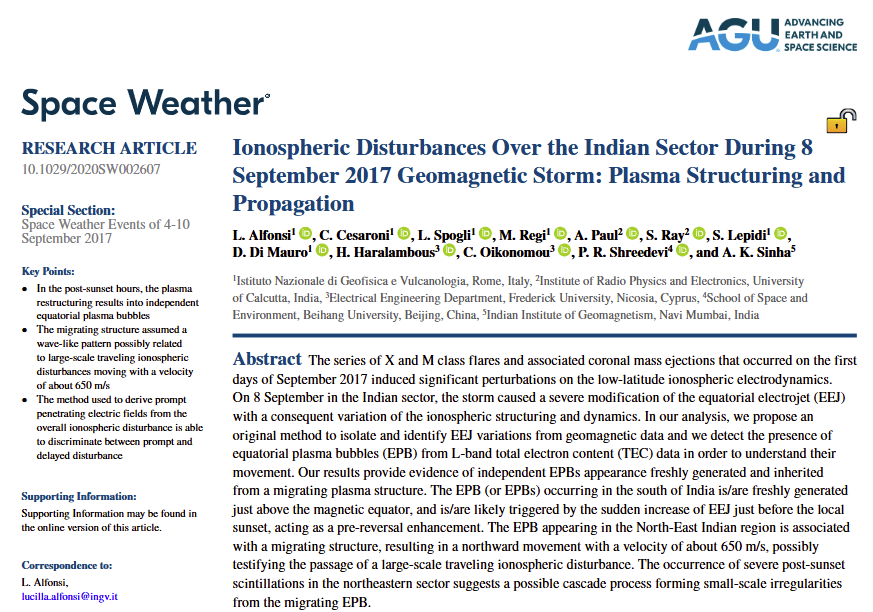 AGU ADVANCING
EARTH AND
SPACE SCIENCE
Space Weather
RESEARCH ARTICLE
10.1029/2020SW002607
Special Section:
Space Weather Events of 4-10
September 2017
Key Points:
• In the post-sunset hours, the plasma
restructuring results into independent
equatorial plasma bubbles
• The migrating structure assumed a
wave-like pattern possibly related
to large-scale traveling ionospheric
disturbances moving with a velocity
of about 650 m/s
• The method used to derive prompt
penetrating electric fields from the
overall ionospheric disturbance is able
to discriminate between prompt and
delayed disturbance
Supporting Information:
Supporting Information may be found in
the online version of this article.
Correspondence to:
L. Alfonsi,
lucilla.alfonsi@ingv.it
Ionospheric Disturbances Over the Indian Sector During 8
September 2017 Geomagnetic Storm: Plasma Structuring and
Propagation
L. Alfonsi¹ iD, C. Cesaroni¹ iD, L. Spogli¹ iD, M. Regi¹ iD, A. Paul² iD, S. Ray² iD, S. Lepidi¹ iD,
D. Di Mauro¹ iD, H. Haralambous³ iD, C. Oikonomou³ iD, P. R. Shreedevi⁴ iD, and A. K. Sinha⁵
¹Istituto Nazionale di Geofisica e Vulcanologia, Rome, Italy, ²Institute of Radio Physics and Electronics, University
of Calcutta, India, ³Electrical Engineering Department, Frederick University, Nicosia, Cyprus, ⁴School of Space and
Environment, Beihang University, Beijing, China, ⁵Indian Institute of Geomagnetism, Navi Mumbai, India
Abstract The series of X and M class flares and associated coronal mass ejections that occurred on the first
days of September 2017 induced significant perturbations on the low-latitude ionospheric electrodynamics.
On 8 September in the Indian sector, the storm caused a severe modification of the equatorial electrojet (EEJ)
with a consequent variation of the ionospheric structuring and dynamics. In our analysis, we propose an
original method to isolate and identify EEJ variations from geomagnetic data and we detect the presence of
equatorial plasma bubbles (EPB) from L-band total electron content (TEC) data in order to understand their
movement. Our results provide evidence of independent EPBs appearance freshly generated and inherited
from a migrating plasma structure. The EPB (or EPBs) occurring in the south of India is/are freshly generated
just above the magnetic equator, and is/are likely triggered by the sudden increase of EEJ just before the local
sunset, acting as a pre-reversal enhancement. The EPB appearing in the North-East Indian region is associated
with a migrating structure, resulting in a northward movement with a velocity of about 650 m/s, possibly
testifying the passage of a large-scale traveling ionospheric disturbance. The occurrence of severe post-sunset
scintillations in the northeastern sector suggests a possible cascade process forming small-scale irregularities
from the migrating EPB.